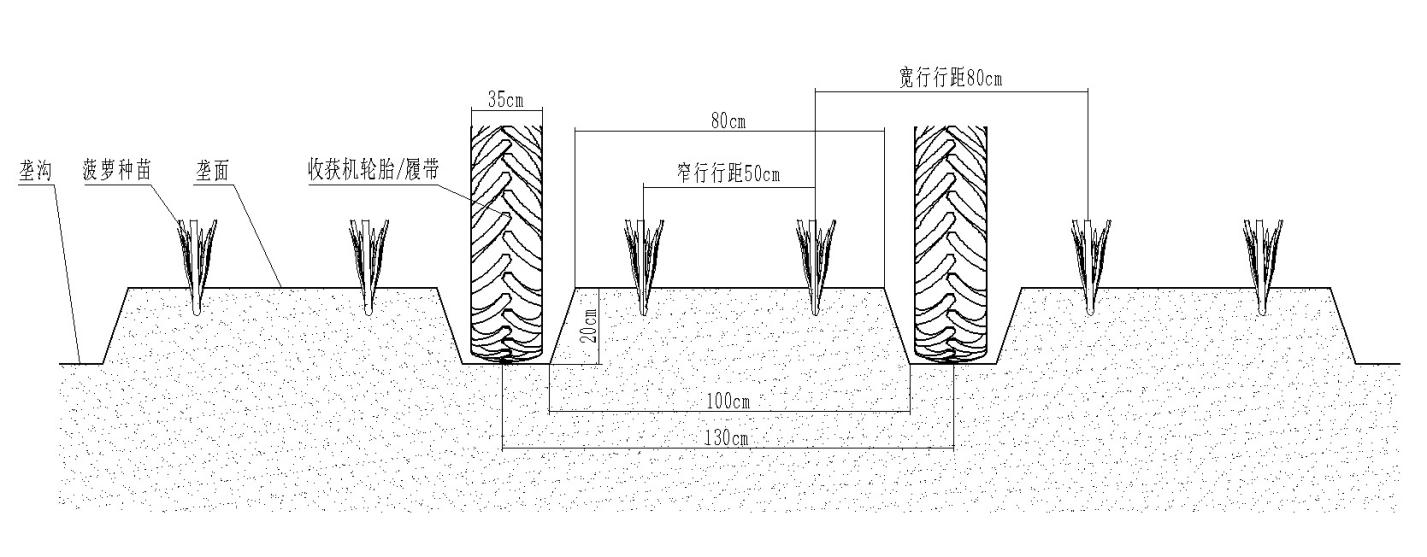 宽行行距80cm
35cm
80cm
垄沟
菠萝种苗
垄面
收获机轮胎/履带
窄行行距50cm
20cm
100cm
130cm